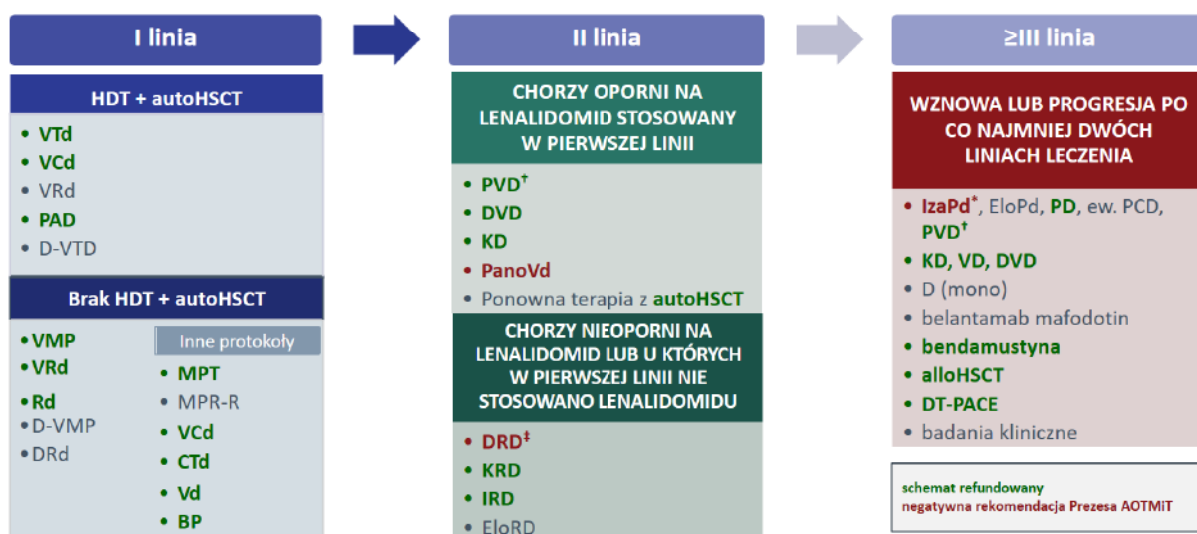 I linia
HDT + autoHSCT
• VTd
• VCd
• VRd
• PAD
• D-VTD
Brak HDT + autoHSCT
•VMP
•VRd
•Rd
•D-VMP
•DRd
Inne protokoły
• MPT
• MPR-R
• VCd
• CTd
• Vd
• BP
II linia
CHORZY OPORNI NA
LENALIDOMID STOSOWANY
W PIERWSZEJ LINII
• PVD†
• DVD
• KD
• PanoVd
• Ponowna terapia z autoHSCT
CHORZY NIEOPORNI NA
LENALIDOMID LUB U KTÓRYCH
W PIERWSZEJ LINII NIE
STOSOWANO LENALIDOMIDU
• DRD‡
• KRD
• IRD
• EloRD
≥III linia
WZNOWA LUB PROGRESJA PO
CO NAJMNIEJ DWÓCH
LINIACH LECZENIA
• IzaPd*, EloPd, PD, ew. PCD,
PVD†
• KD, VD, DVD
• D (mono)
• belantamab mafodotin
• bendamustyna
• alloHSCT
• DT-PACE
• badania kliniczne
schemat refundowany
negatywna rekomendacja Prezesa AOTMiT